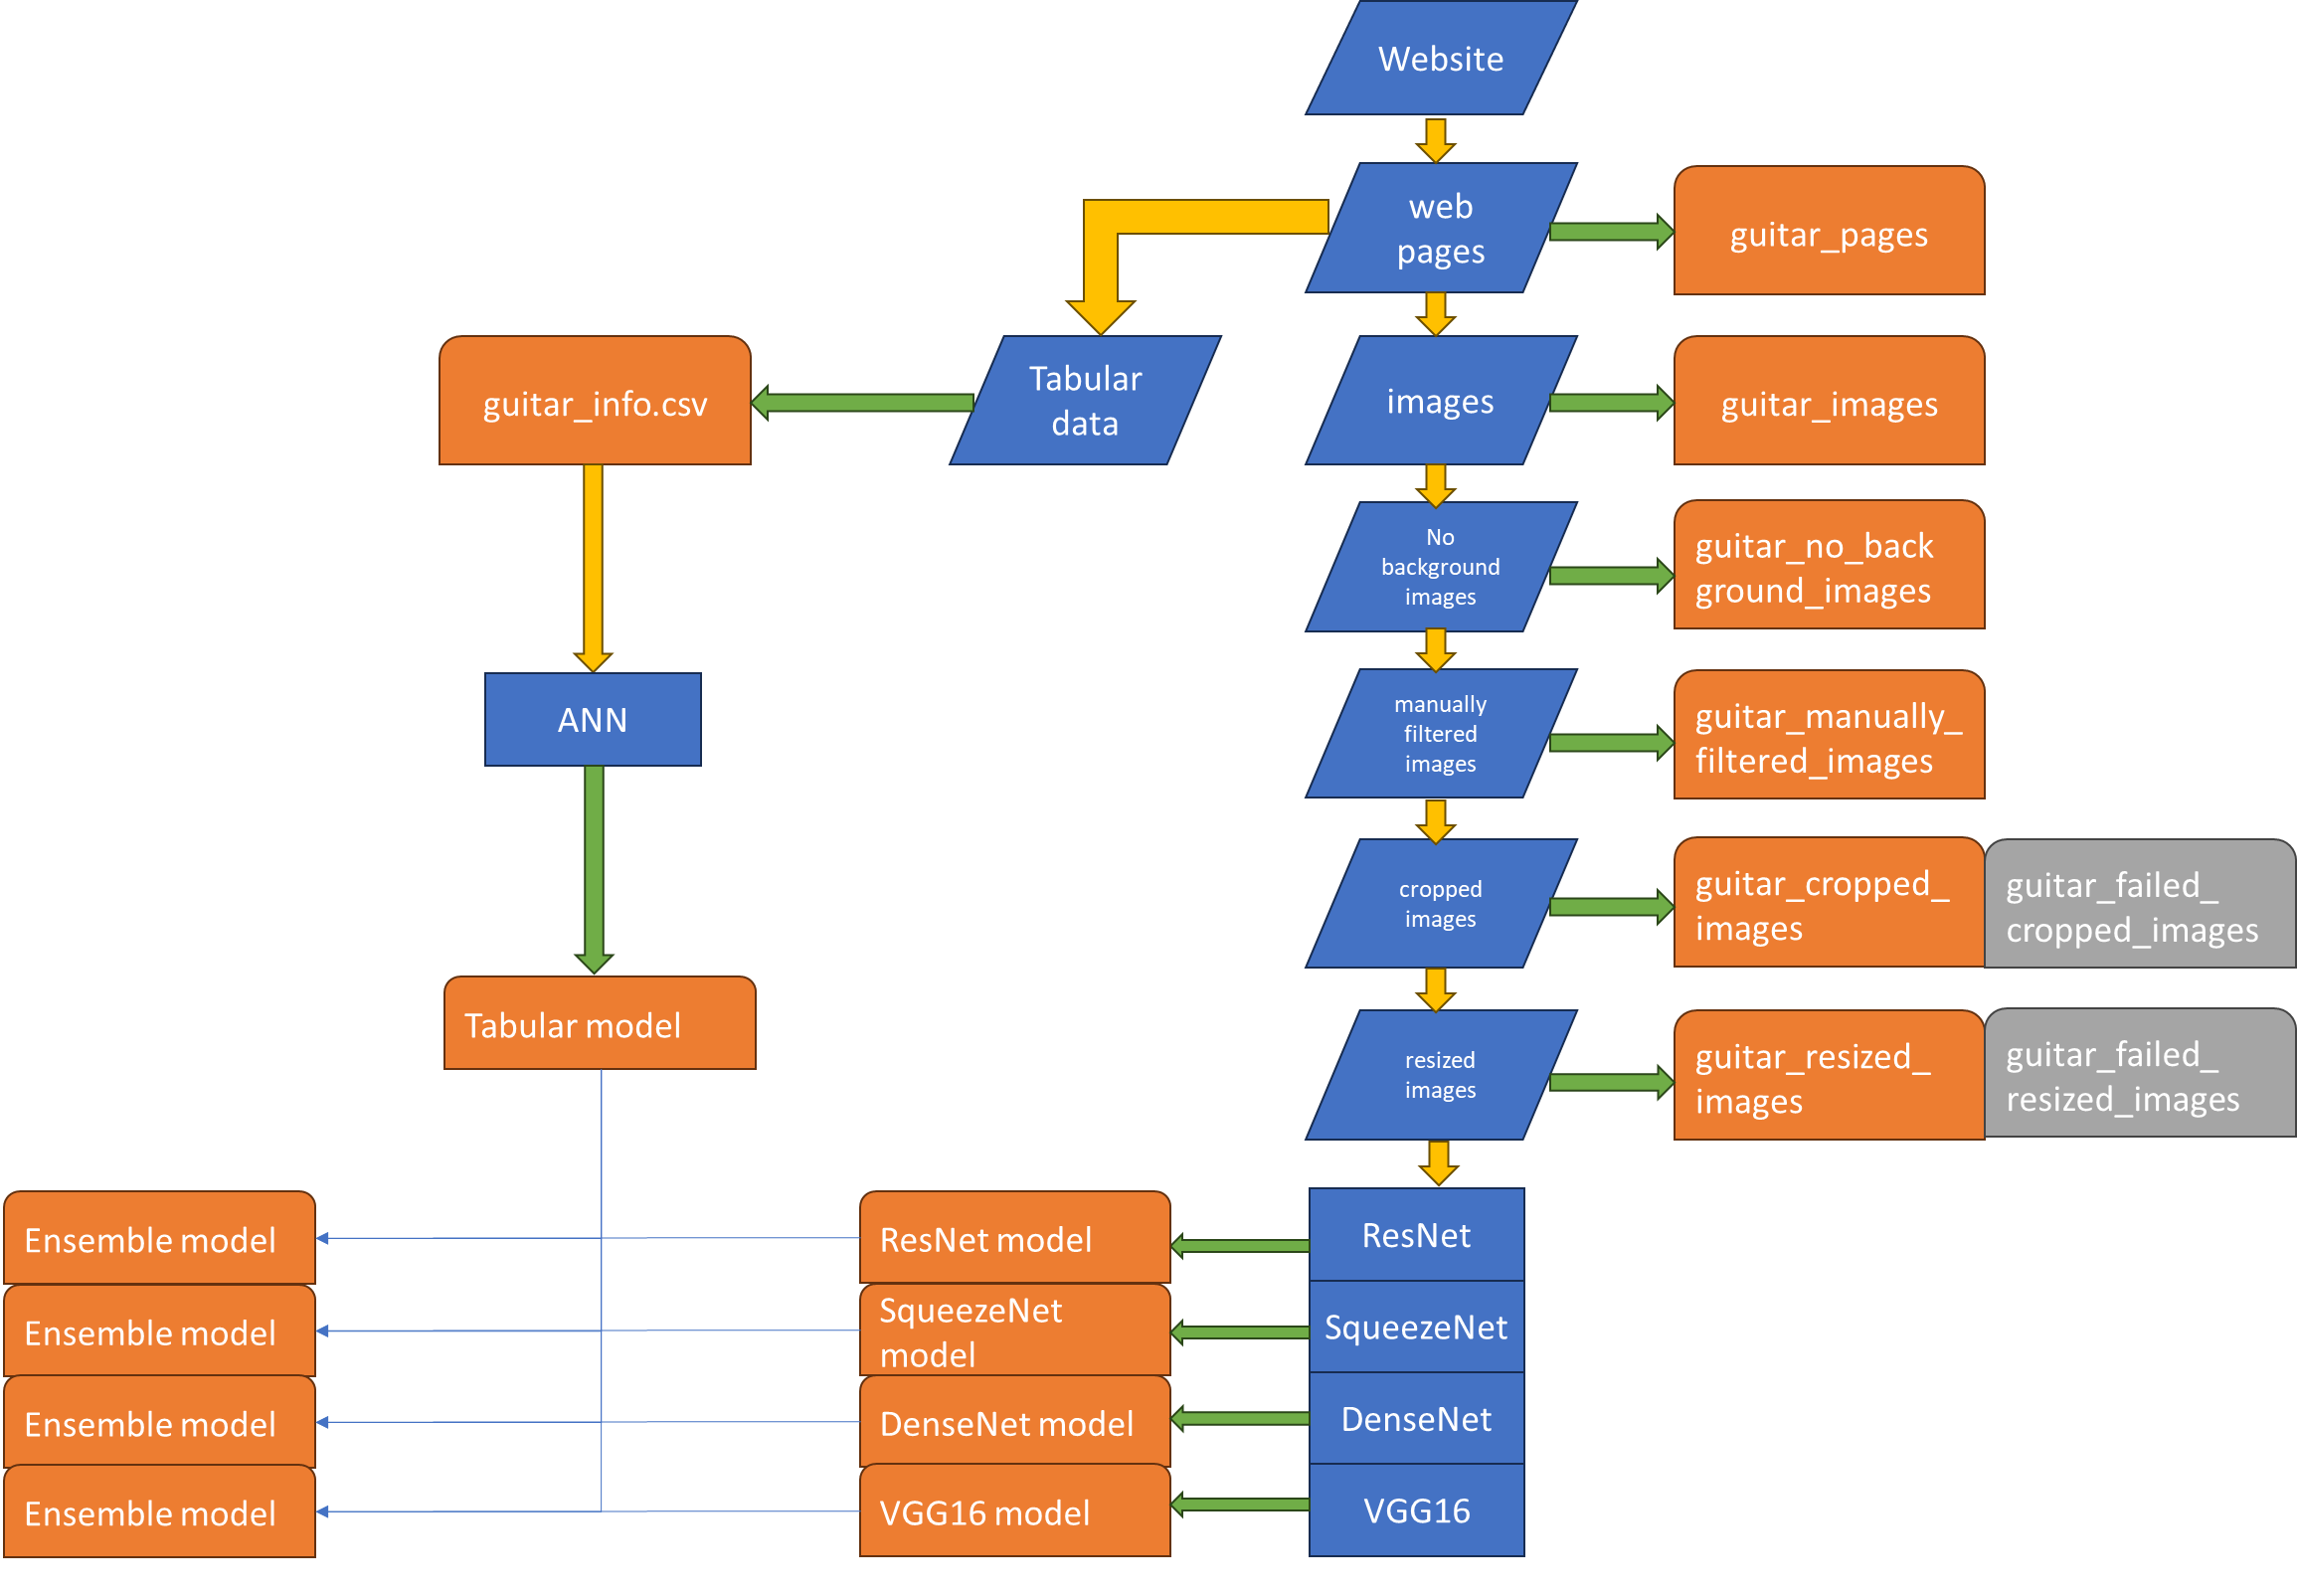 Website
web
pages
guitar_pages
guitar_info.csv
Tabular
data
images
guitar_images
No
background
images
guitar_no_back
ground_images
ANN
manually
filtered
images
guitar_manually_
filtered_images
cropped
images
guitar_cropped_
images
guitar_failed_
cropped_images
Tabular model
resized
images
guitar_resized_
images
guitar_failed_
resized_images
Ensemble model
ResNet model
ResNet
Ensemble model
SqueezeNet
model
SqueezeNet
Ensemble model
DenseNet model
DenseNet
Ensemble model
VGG16 model
VGG16